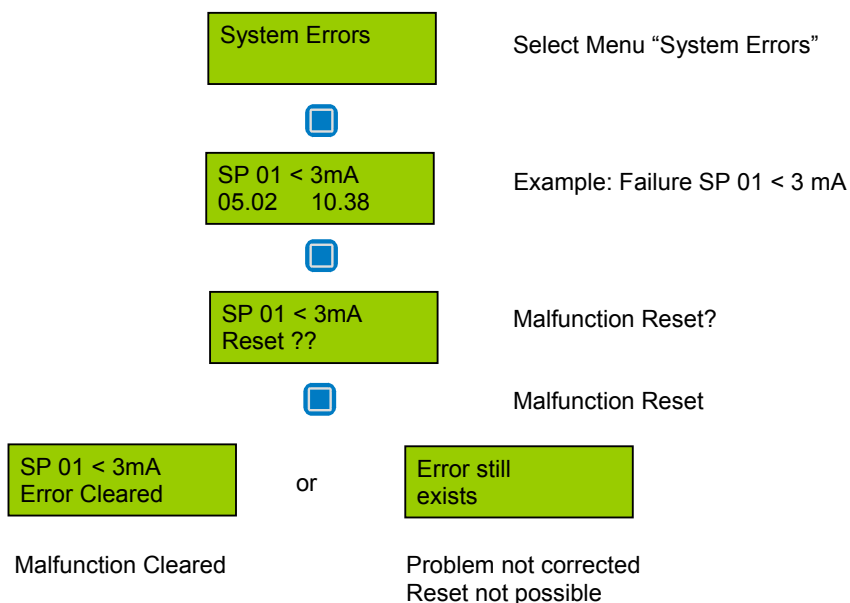 System Errors
Select Menu “System Errors”
SP 01 < 3mA
05.02 10.38
Example: Failure SP 01 < 3 mA
SP 01 < 3mA
Reset ??
Malfunction Reset?
Malfunction Reset
SP 01 < 3mA
Error Cleared
or
Error still
exists
Malfunction Cleared
Problem not corrected
Reset not possible